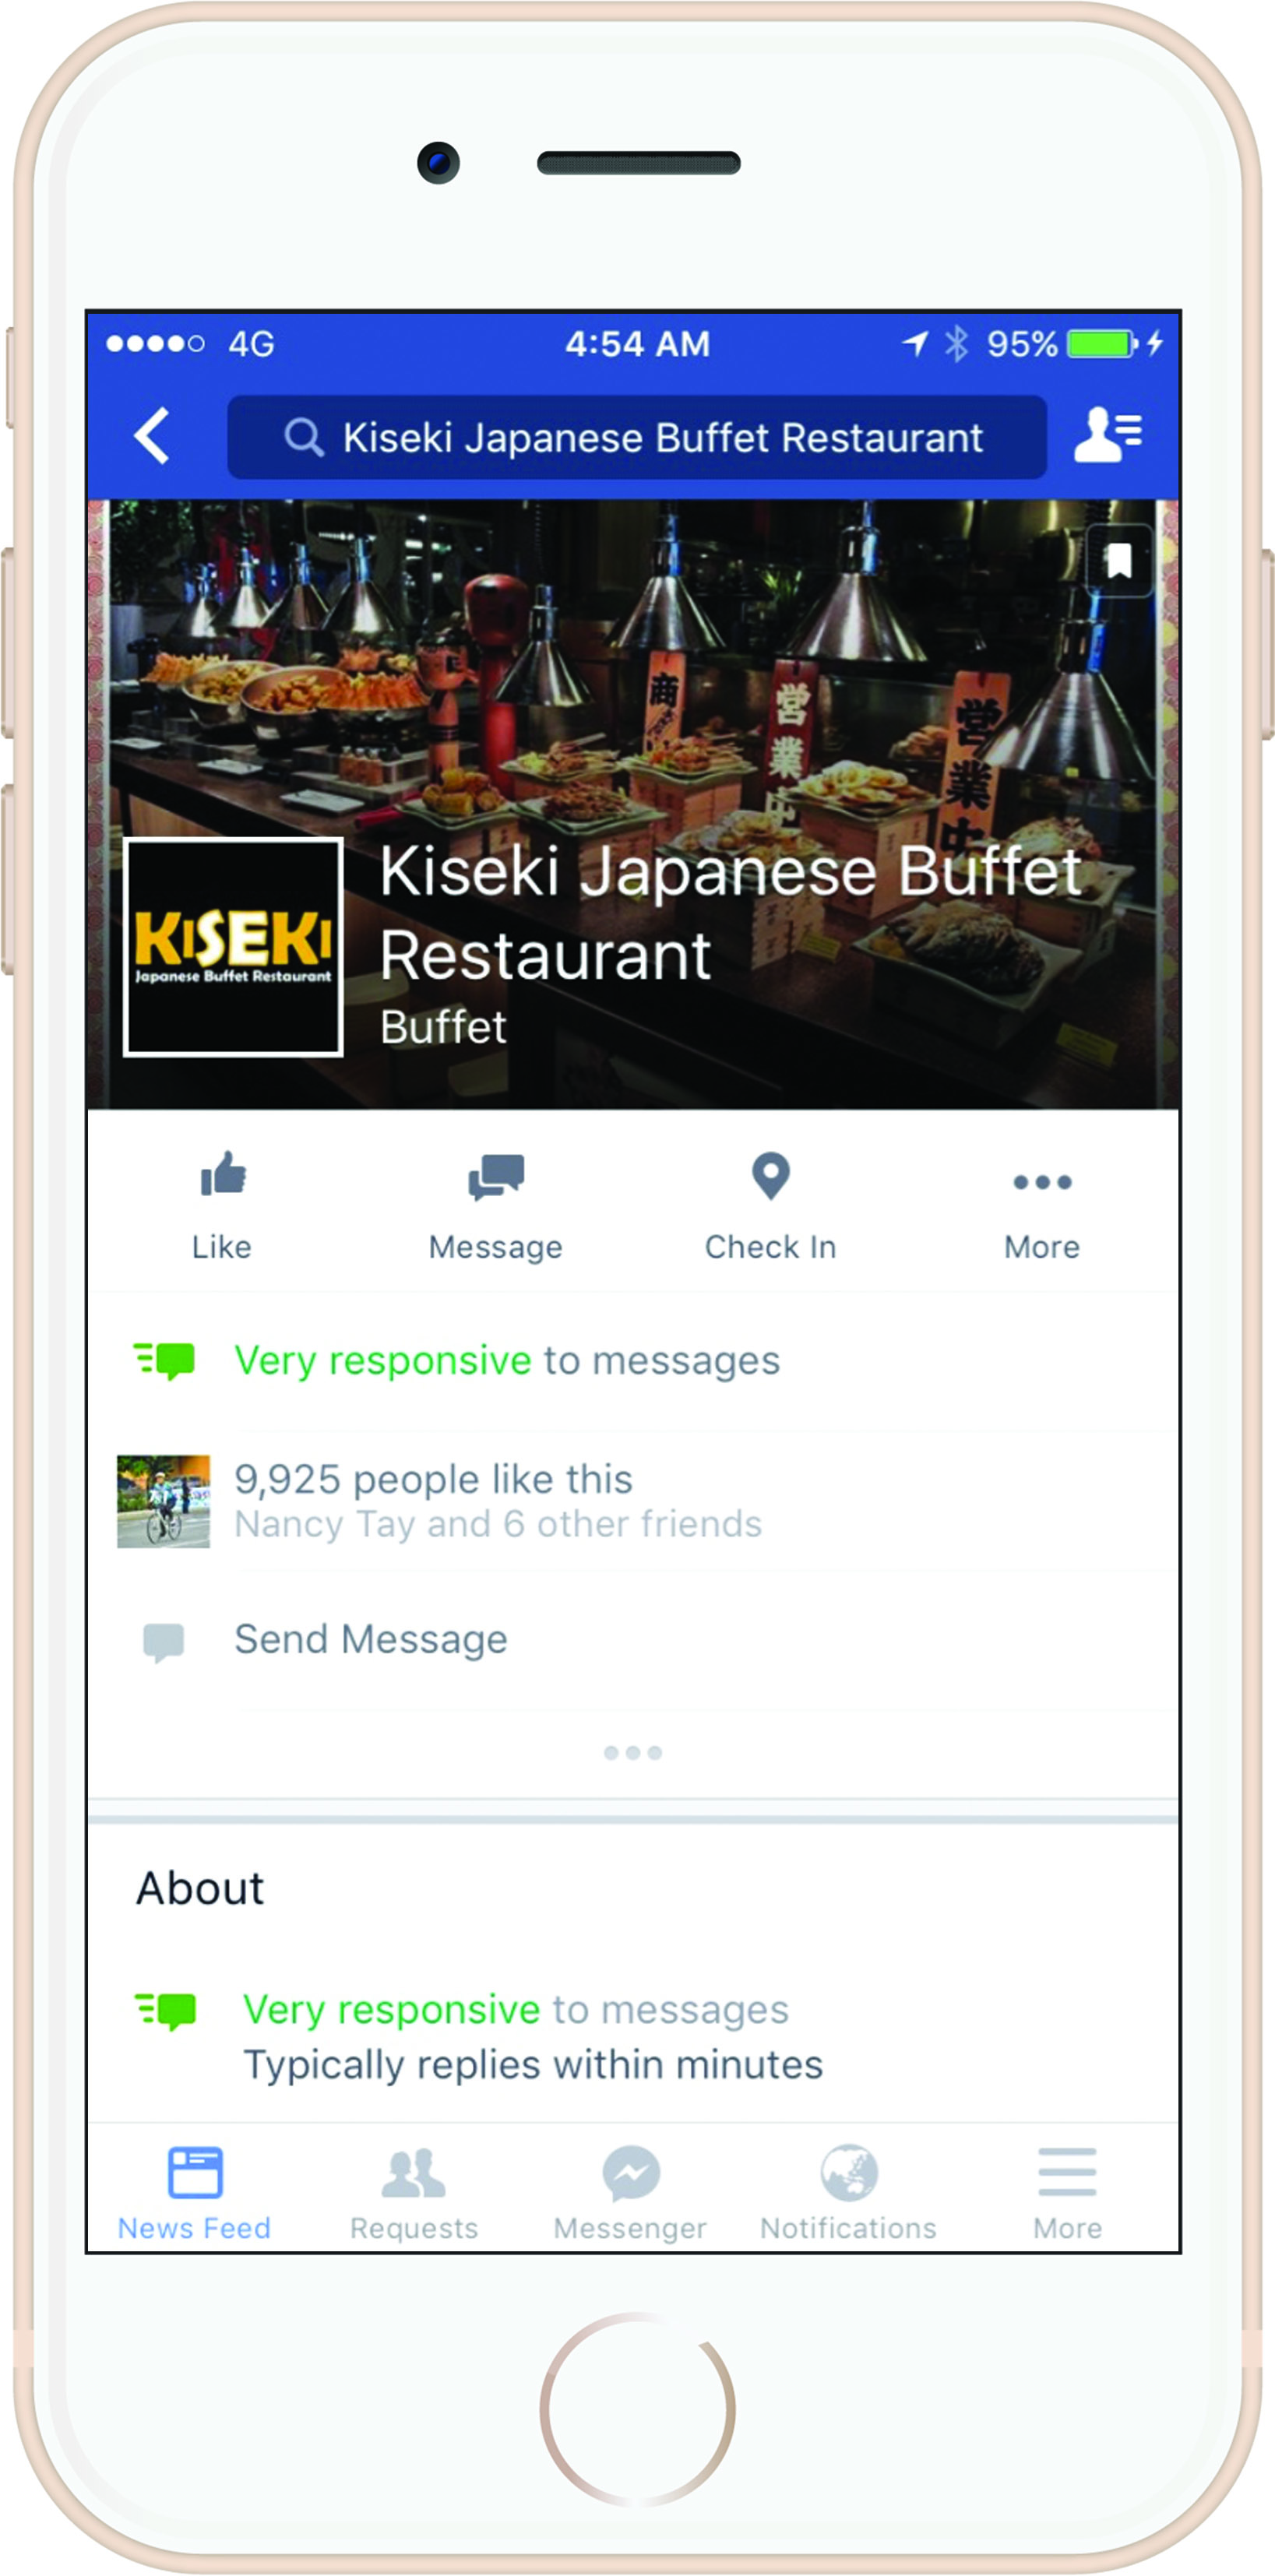 4G 4:54 AM 95%
Kiseki Japanese Buffet Restaurant
商
営業中
営業中
KiSEKi
Japanese Buffet Restaurant
Kiseki Japanese Buffet
Restaurant
Buffet
Like Message Check In More
Very responsive to messages
9,925 people like this
Nancy Tay and 6 other friends
Send Message
About
Very responsive to messages
Typically replies within minutes
News Feed Requests Messenger Notifications More